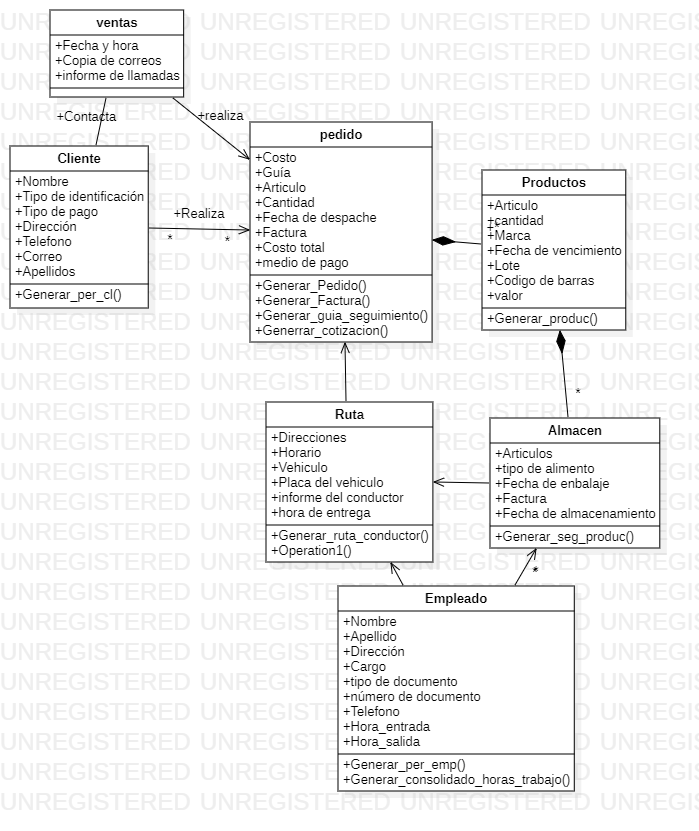 ventas
+Fecha y hora
+Copia de correos
+informe de llamadas
+Contacta
+realiza
Cliente
+Nombre
+Tipo de identificación
+Tipo de pago
+Dirección
+Telefono
+Correo
+Apellidos
+Generar_per_cl()
+Realiza
*
*
pedido
+Costo
+Guía
+Articulo
+Cantidad
+Fecha de despache
+Factura
+Costo total
+medio de pago
+Generar_Pedido()
+Generar_Factura()
+Generar_guia_seguimiento()
+Generrar_cotizacion()
Productos
+Articulo
+cantidad
+Marca
+Fecha de vencimiento
+Lote
+Codigo de barras
+valor
+Generar_produc()
*
Ruta
+Direcciones
+Horario
+Vehiculo
+Placa del vehiculo
+informe del conductor
+hora de entrega
+Generar_ruta_conductor()
+Operation1()
Almacen
+Articulos
+tipo de alimento
+Fecha de enbalaje
+Factura
+Fecha de almacenamiento
+Generar_seg_produc()
*
Empleado
+Nombre
+Apellido
+Dirección
+Cargo
+tipo de documento
+número de documento
+Telefono
+Hora_entrada
+Hora_salida
+Generar_per_emp()
+Generar_consolidado_horas_trabajo()
UNREGISTERED